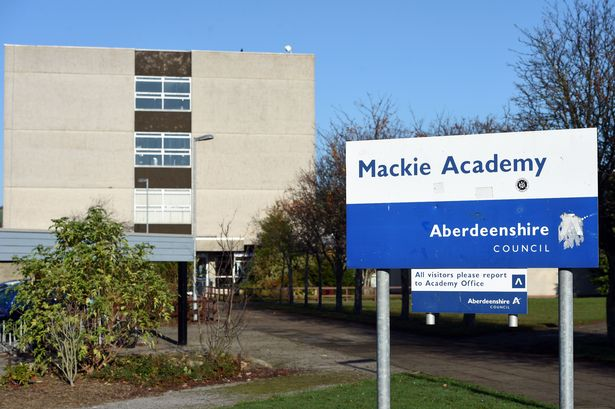 Mackie Academy
Aberdeenshire
COUNCIL
All visitors please report
to Academy Office
Aberdeenshire
COUNCIL